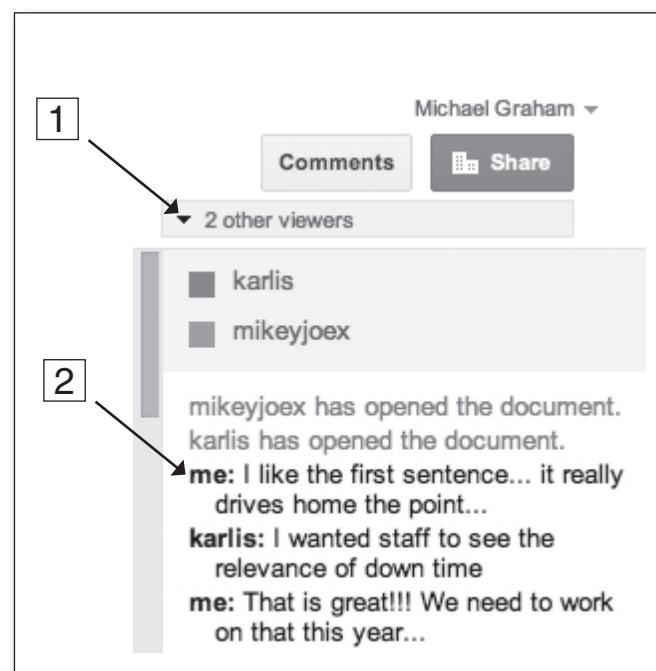 1
Michael Graham
Comments
Share
2 other viewers
karlis
mikeyjoex
2
mikeyjoex has opened the document.
karlis has opened the document.
me: I like the first sentence... it really
drives home the point...
karlis: I wanted staff to see the
relevance of down time
me: That is great!!! We need to work
on that this year...